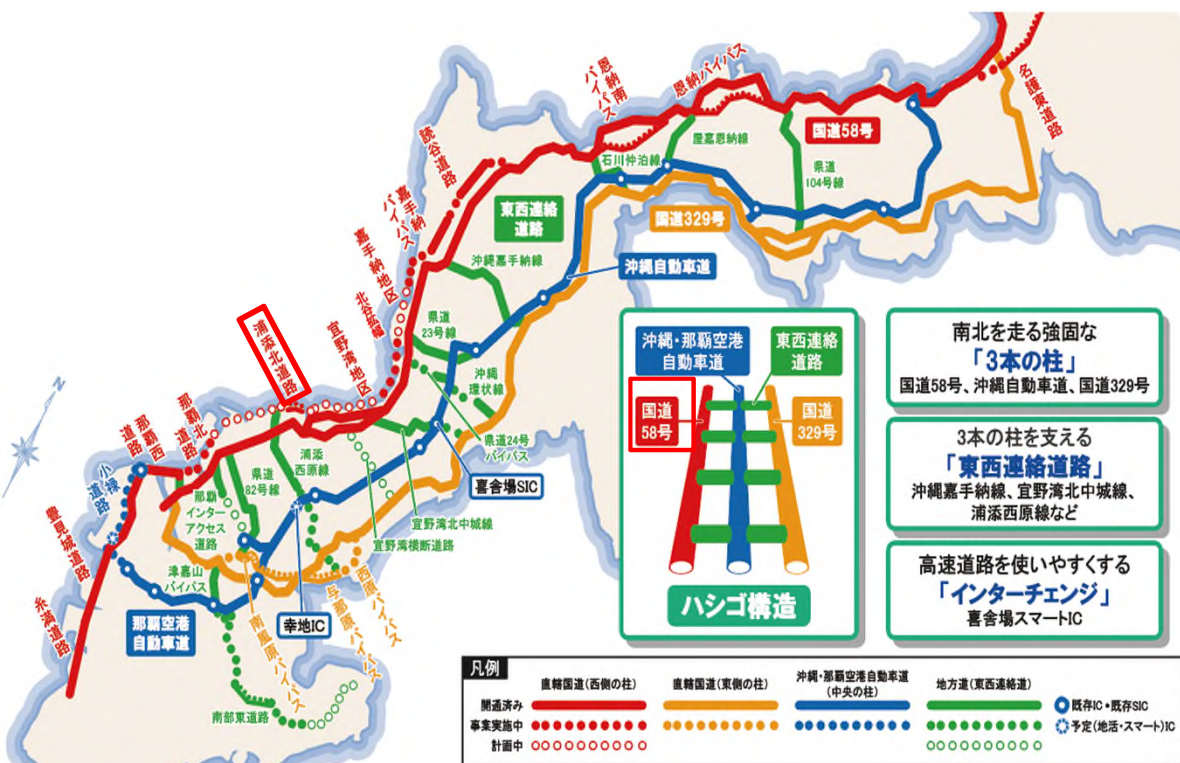 名護東道路
恩納南
バイパス
恩納バイパス
国道58号
読谷道路
石川仲泊線
屋嘉恩納線
県道
104号線
嘉手納
バイパス
東西連絡
道路
国道329号
嘉手納地区
沖縄嘉手納線
沖縄自動車道
北谷拡幅
浦添北道路
宜野湾地区
県道
23号線
沖縄
環状線
N
那覇北
道路
那覇西
道路
小禄
道路
浦添
西原線
県道24号
バイパス
県道
82号線
喜舎場SIC
那覇
インター
アクセス
道路
宜野湾北中城線
宜野湾横断道路
豊見城道路
津嘉山
バイパス
西原バイパス
与那原バイパス
糸満道路
那覇空港
自動車道
幸地IC
南風原バイパス
南部東道路
沖縄・那覇空港
自動車道
東西連絡
道路
国道
58号
国道
329号
ハシゴ構造
南北を走る強固な
「3本の柱」
国道58号、沖縄自動車道、国道329号
3本の柱を支える
「東西連絡道路」
沖縄嘉手納線、宜野湾北中城線、
浦添西原線など
高速道路を使いやすくする
「インターチェンジ」
喜舎場スマートIC
凡例
直轄国道(西側の柱)
直轄国道(東側の柱)
沖縄・那覇空港自動車道
(中央の柱)
地方道(東西連絡道)
開通済み
既存IC・既存SIC
事業実施中
予定(地活・スマート)IC
計画中